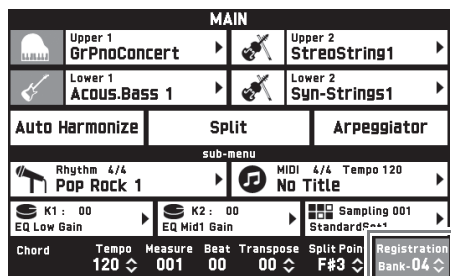 MAIN
Upper 1
GrPnoConcert
Upper 2
StreoString1
Lower 1
Acous.Bass 1
Lower 2
Syn-Strings1
Auto Harmonize Split Arpeggiator
sub-menu
Rhythm 4/4
Pop Rock 1
MIDI 4/4 Tempo 120
No Title
K1 : 00
EQ Low Gain
K2 : 00
EQ Mid1 Gain
Sampling 001
StandardSet1
Chord Tempo Measure Beat Transpose Split Poin Registration
120 001 00 00 F#3 Bank-04